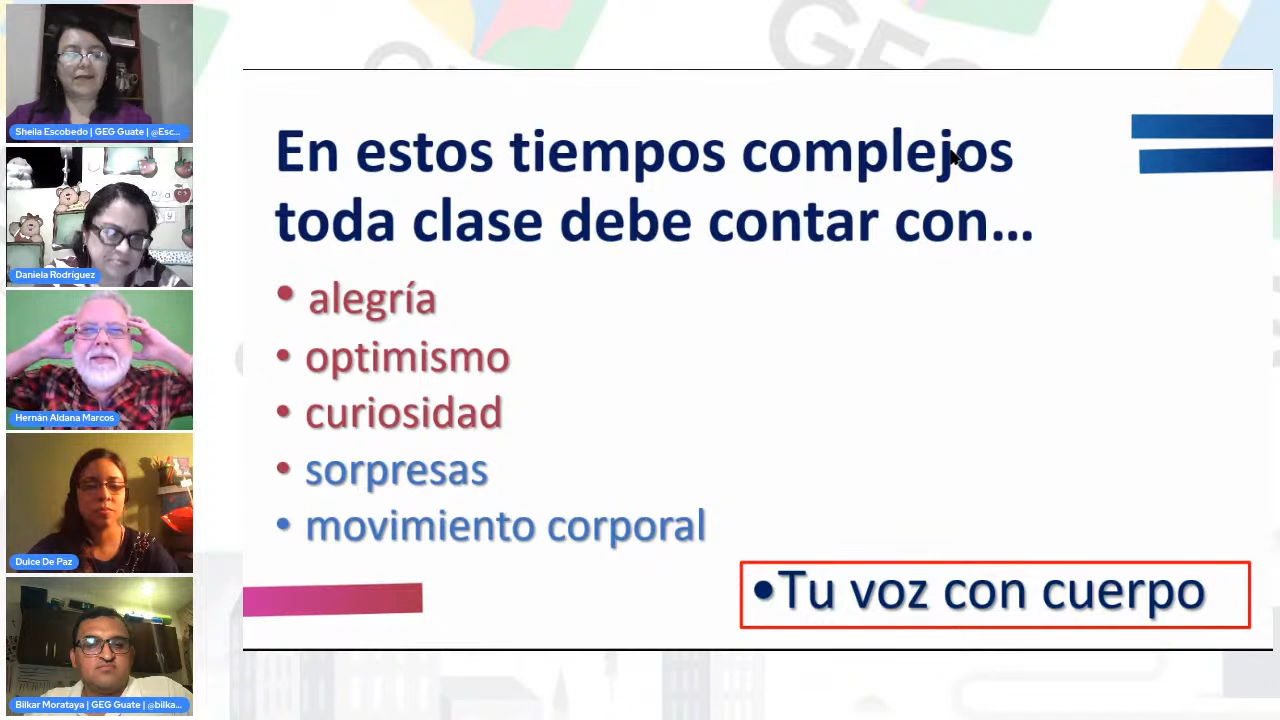 Sheila Escobedo | GEG Guate | @Esc...
Daniela Rodríguez
Hernán Aldana Marcos
Dulce De Paz
Bilkar Morataya | GEG Guate | @bilka...
GEG
En estos tiempos complejos
toda clase debe contar con...
• alegría
• optimismo
• curiosidad
• sorpresas
• movimiento corporal
•Tu voz con cuerpo